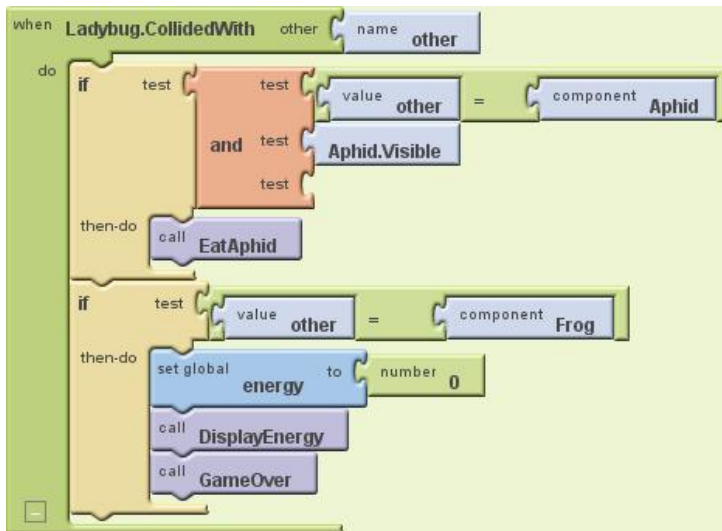 when Ladybug.CollidedWith other name other
do
if test test value other = component Aphid
and test Aphid.Visible
test
then-do call EatAphid
if test value other = component Frog
then-do set global energy to number 0
call DisplayEnergy
call GameOver